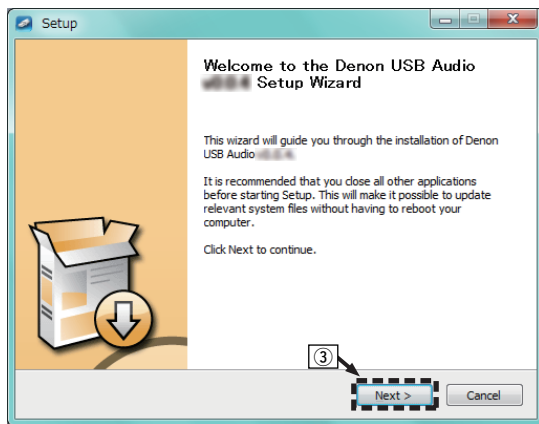 Setup
Welcome to the Denon USB Audio
Setup Wizard
This wizard will guide you through the installation of Denon
USB Audio
It is recommended that you close all other applications
before starting Setup. This will make it possible to update
relevant system files without having to reboot your
computer.
Click Next to continue.
③
Next >
Cancel